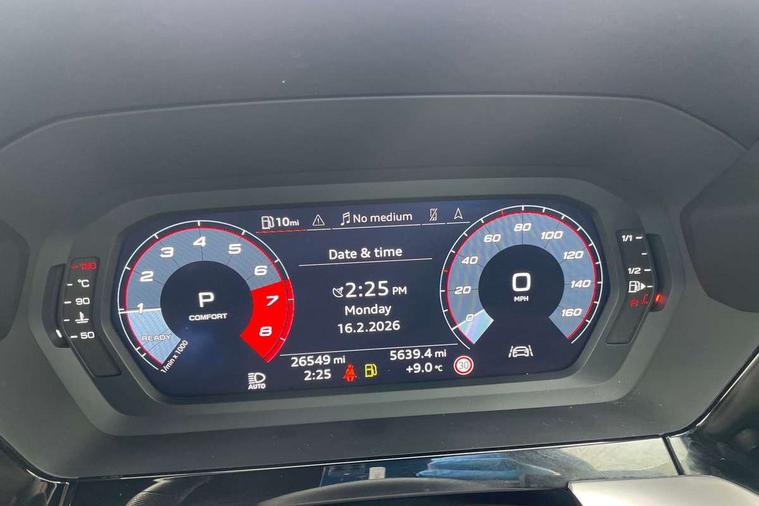 10mi No medium
Date & time
2:25 PM
Monday
16.2.2026
1 2 3 4 5 6 7 8
READY
1/min x 1000
P
COMFORT
0 20 40 60 80 100 120 140 160
0
MPH
26549 mi 5639.4 mi
2:25 +9.0 °C
AUTO
30
°C
90
50
1/1
1/2